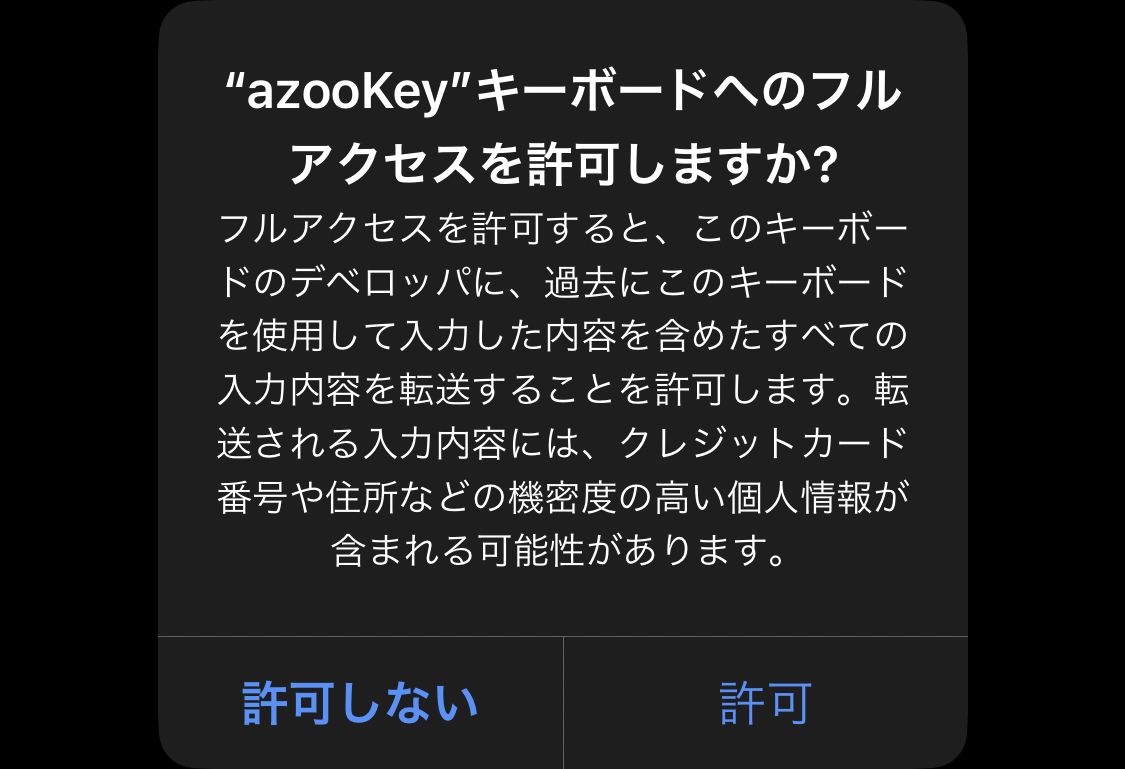 “azooKey”キーボードへのフル
アクセスを許可しますか?
フルアクセスを許可すると、このキーボー
ドのデベロッパに、過去にこのキーボード
を使用して入力した内容を含めたすべての
入力内容を転送することを許可します。転
送される入力内容には、クレジットカード
番号や住所などの機密度の高い個人情報が
含まれる可能性があります。
許可しない
許可